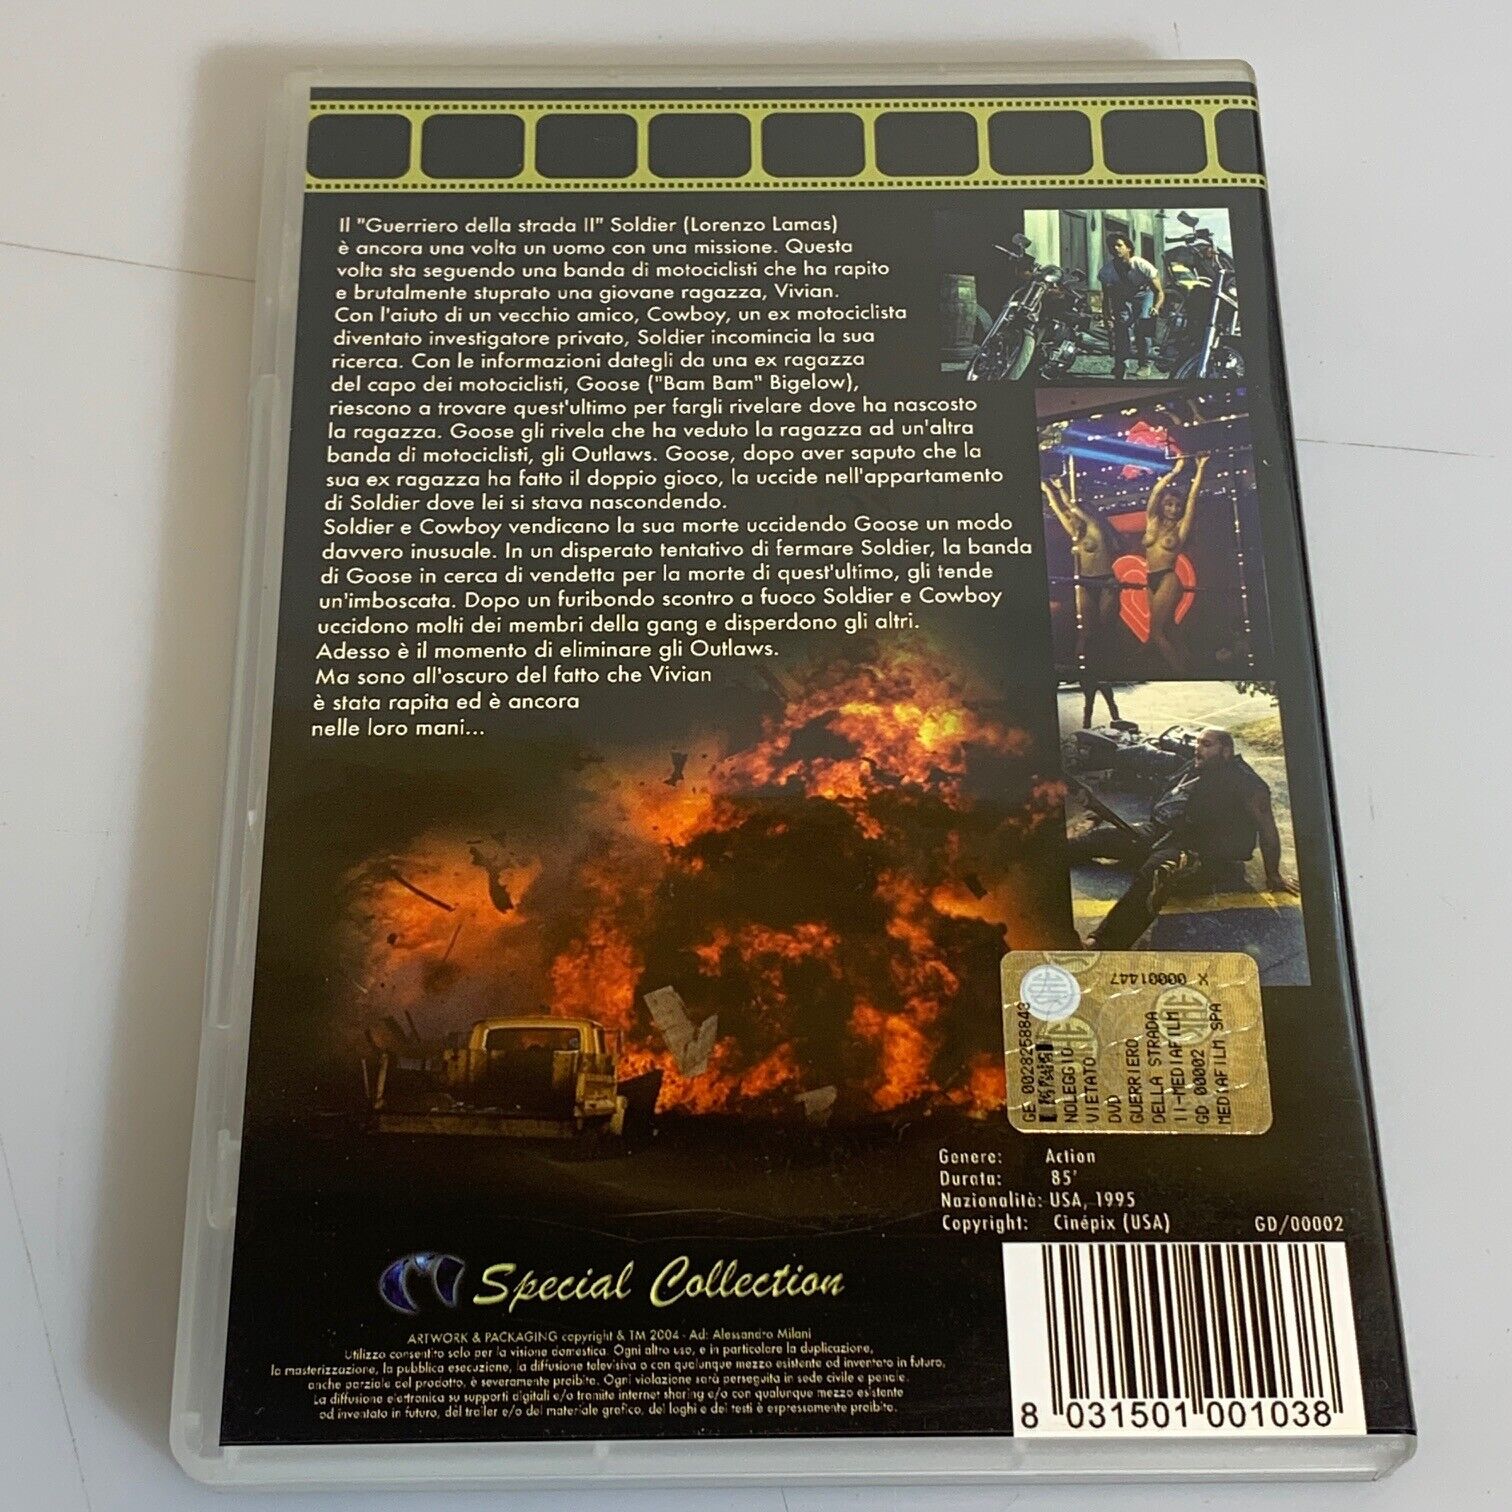 Il "Guerriero della strada II" Soldier (Lorenzo Lamas)
è ancora una volta un uomo con una missione. Questa
volta sta seguendo una banda di motociclisti che ha rapito
e brutalmente stuprato una giovane ragazza, Vivian.
Con l'aiuto di un vecchio amico, Cowboy, un ex motociclista
diventato investigatore privato, Soldier incomincia la sua
ricerca. Con le informazioni dategli da una ex ragazza
del capo dei motociclisti, Goose ("Bam Bam" Bigelow),
riescono a trovare quest'ultimo per fargli rivelare dove ha nascosto
la ragazza. Goose gli rivela che ha veduto la ragazza ad un'altra
banda di motociclisti, gli Outlaws. Goose, dopo aver saputo che la
sua ex ragazza ha fatto il doppio gioco, la uccide nell'appartamento
di Soldier dove lei si stava nascondendo.
Soldier e Cowboy vendicano la sua morte uccidendo Goose un modo
davvero inusuale. In un disperato tentativo di fermare Soldier, la banda
di Goose in cerca di vendetta per la morte di quest'ultimo, gli tende
un'imboscata. Dopo un furibondo scontro a fuoco Soldier e Cowboy
uccidono molti dei membri della gang e disperdono gli altri.
Adesso è il momento di eliminare gli Outlaws.
Ma sono all'oscuro del fatto che Vivian
è stata rapita ed è ancora
nelle loro mani...
X 00001447
GE 0028258848
NOLEGGIO
VIETATO
DVD
GUERRIERO
DELLA STRADA
II-MEDIAFILM
GD 00002
MEDIAFILM SPA
Genere: Action
Durata: 85'
Nazionalità: USA, 1995
Copyright: Cinépix (USA)
GD/00002
Special Collection
ARTWORK & PACKAGING copyright & TM 2004 - Ad: Alessandro Milani
Utilizzo consentito solo per la visione domestica. Ogni altro uso, e in particolare la duplicazione,
la masterizzazione, la pubblica esecuzione, la diffusione televisiva o con qualunque mezzo esistente od inventato in futuro,
anche parziale del prodotto, è severamente proibito. Ogni violazione sarà perseguita in sede civile e penale.
La diffusione elettronica su supporti digitali e/o tramite internet sharing e/o con qualunque mezzo esistente
od inventato in futuro, del trailer e/o del materiale grafico, dei loghi e dei testi è espressamente proibita.
8 031501 001038